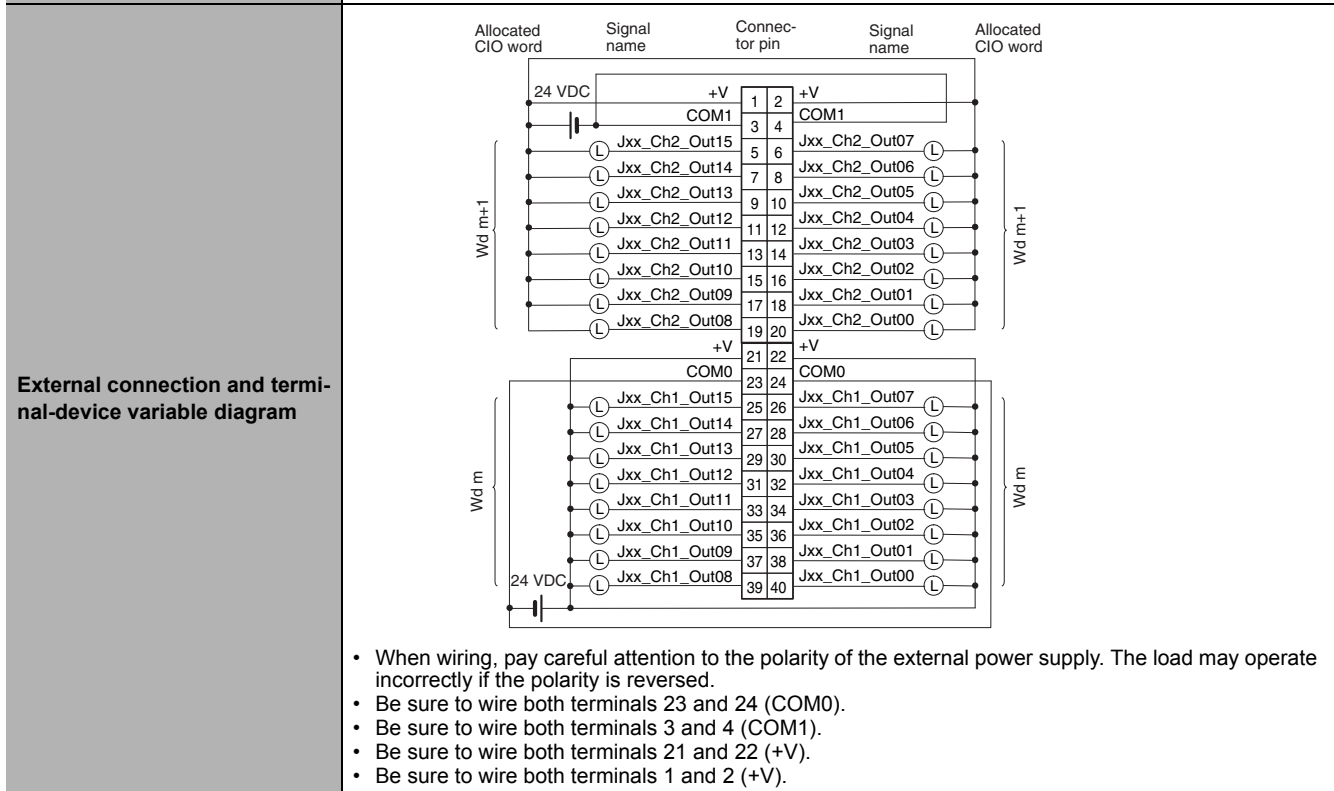 External connection and termi-
nal-device variable diagram
Allocated CIO word Signal name Connec-tor pin Signal name Allocated CIO word
24 VDC +V 1 2 +V
COM1 3 4 COM1
L Jxx_Ch2_Out15 5 6 Jxx_Ch2_Out07 L
L Jxx_Ch2_Out14 7 8 Jxx_Ch2_Out06 L
L Jxx_Ch2_Out13 9 10 Jxx_Ch2_Out05 L
Wd m+1 L Jxx_Ch2_Out12 11 12 Jxx_Ch2_Out04 L Wd m+1
L Jxx_Ch2_Out11 13 14 Jxx_Ch2_Out03 L
L Jxx_Ch2_Out10 15 16 Jxx_Ch2_Out02 L
L Jxx_Ch2_Out09 17 18 Jxx_Ch2_Out01 L
L Jxx_Ch2_Out08 19 20 Jxx_Ch2_Out00 L
+V 21 22 +V
COM0 23 24 COM0
L Jxx_Ch1_Out15 25 26 Jxx_Ch1_Out07 L
L Jxx_Ch1_Out14 27 28 Jxx_Ch1_Out06 L
L Jxx_Ch1_Out13 29 30 Jxx_Ch1_Out05 L
Wd m L Jxx_Ch1_Out12 31 32 Jxx_Ch1_Out04 L Wd m
L Jxx_Ch1_Out11 33 34 Jxx_Ch1_Out03 L
L Jxx_Ch1_Out10 35 36 Jxx_Ch1_Out02 L
L Jxx_Ch1_Out09 37 38 Jxx_Ch1_Out01 L
24 VDC L Jxx_Ch1_Out08 39 40 Jxx_Ch1_Out00 L
• When wiring, pay careful attention to the polarity of the external power supply. The load may operate
incorrectly if the polarity is reversed.
• Be sure to wire both terminals 23 and 24 (COM0).
• Be sure to wire both terminals 3 and 4 (COM1).
• Be sure to wire both terminals 21 and 22 (+V).
• Be sure to wire both terminals 1 and 2 (+V).